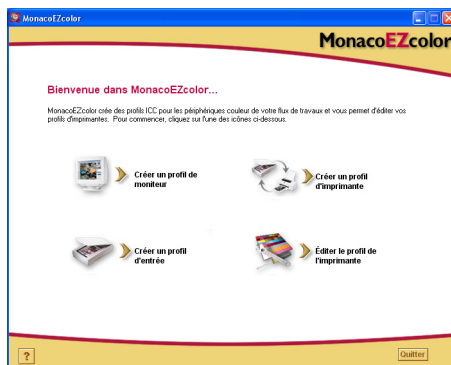 MonacoEZcolor
MonacoEZcolor
Bienvenue dans MonacoEZcolor...
MonacoEZcolor crée des profils ICC pour les périphériques couleur de votre flux de travaux et vous permet d'éditer vos
profils d'imprimantes. Pour commencer, cliquez sur l'une des icônes ci-dessous.
Créer un profil de
moniteur
Créer un profil
d'imprimante
Créer un profil
d'entrée
Éditer le profil de
l'imprimante
?
Quitter